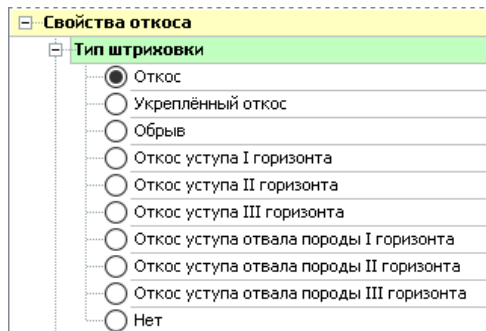 Свойства откоса
Тип штриховки
Откос
Укреплённый откос
Обрыв
Откос уступа I горизонта
Откос уступа II горизонта
Откос уступа III горизонта
Откос уступа отвала породы I горизонта
Откос уступа отвала породы II горизонта
Откос уступа отвала породы III горизонта
Нет